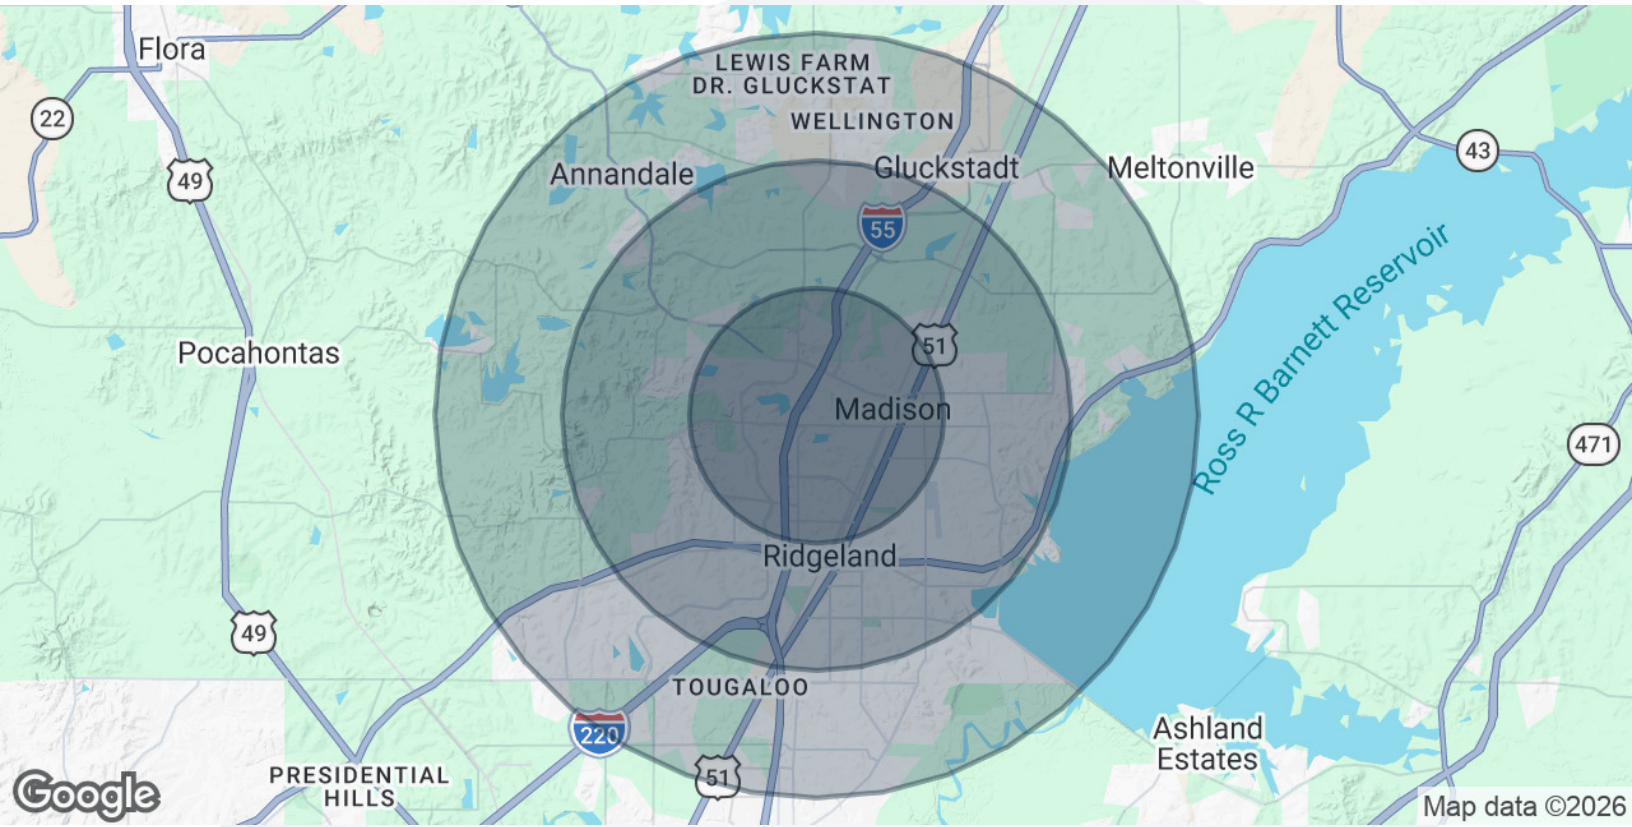 Flora
LEWIS FARM
DR. GLUCKSTAT
22
WELLINGTON
43
Annandale
Gluckstadt
Meltonville
49
55
Ross R Barnett Reservoir
51
Pocahontas
Madison
471
Ridgeland
49
TOUGALOO
220
Ashland
Estates
51
PRESIDENTIAL
HILLS
Google
Map data ©2026